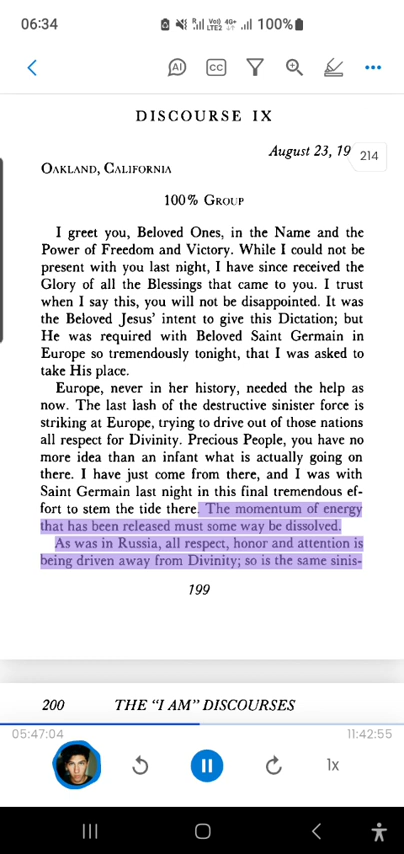 06:34
R Vo)) LTE2 4G+ 100%
AI CC
DISCOURSE IX
August 23, 19
214
OAKLAND, CALIFORNIA
100% GROUP
I greet you, Beloved Ones, in the Name and the
Power of Freedom and Victory. While I could not be
present with you last night, I have since received the
Glory of all the Blessings that came to you. I trust
when I say this, you will not be disappointed. It was
the Beloved Jesus' intent to give this Dictation; but
He was required with Beloved Saint Germain in
Europe so tremendously tonight, that I was asked to
take His place.
Europe, never in her history, needed the help as
now. The last lash of the destructive sinister force is
striking at Europe, trying to drive out of those nations
all respect for Divinity. Precious People, you have no
more idea than an infant what is actually going on
there. I have just come from there, and I was with
Saint Germain last night in this final tremendous ef-
fort to stem the tide there. The momentum of energy
that has been released must some way be dissolved.
As was in Russia, all respect, honor and attention is
being driven away from Divinity; so is the same sinis-
199
200 THE "I AM" DISCOURSES
05:47:04 11:42:55
1x